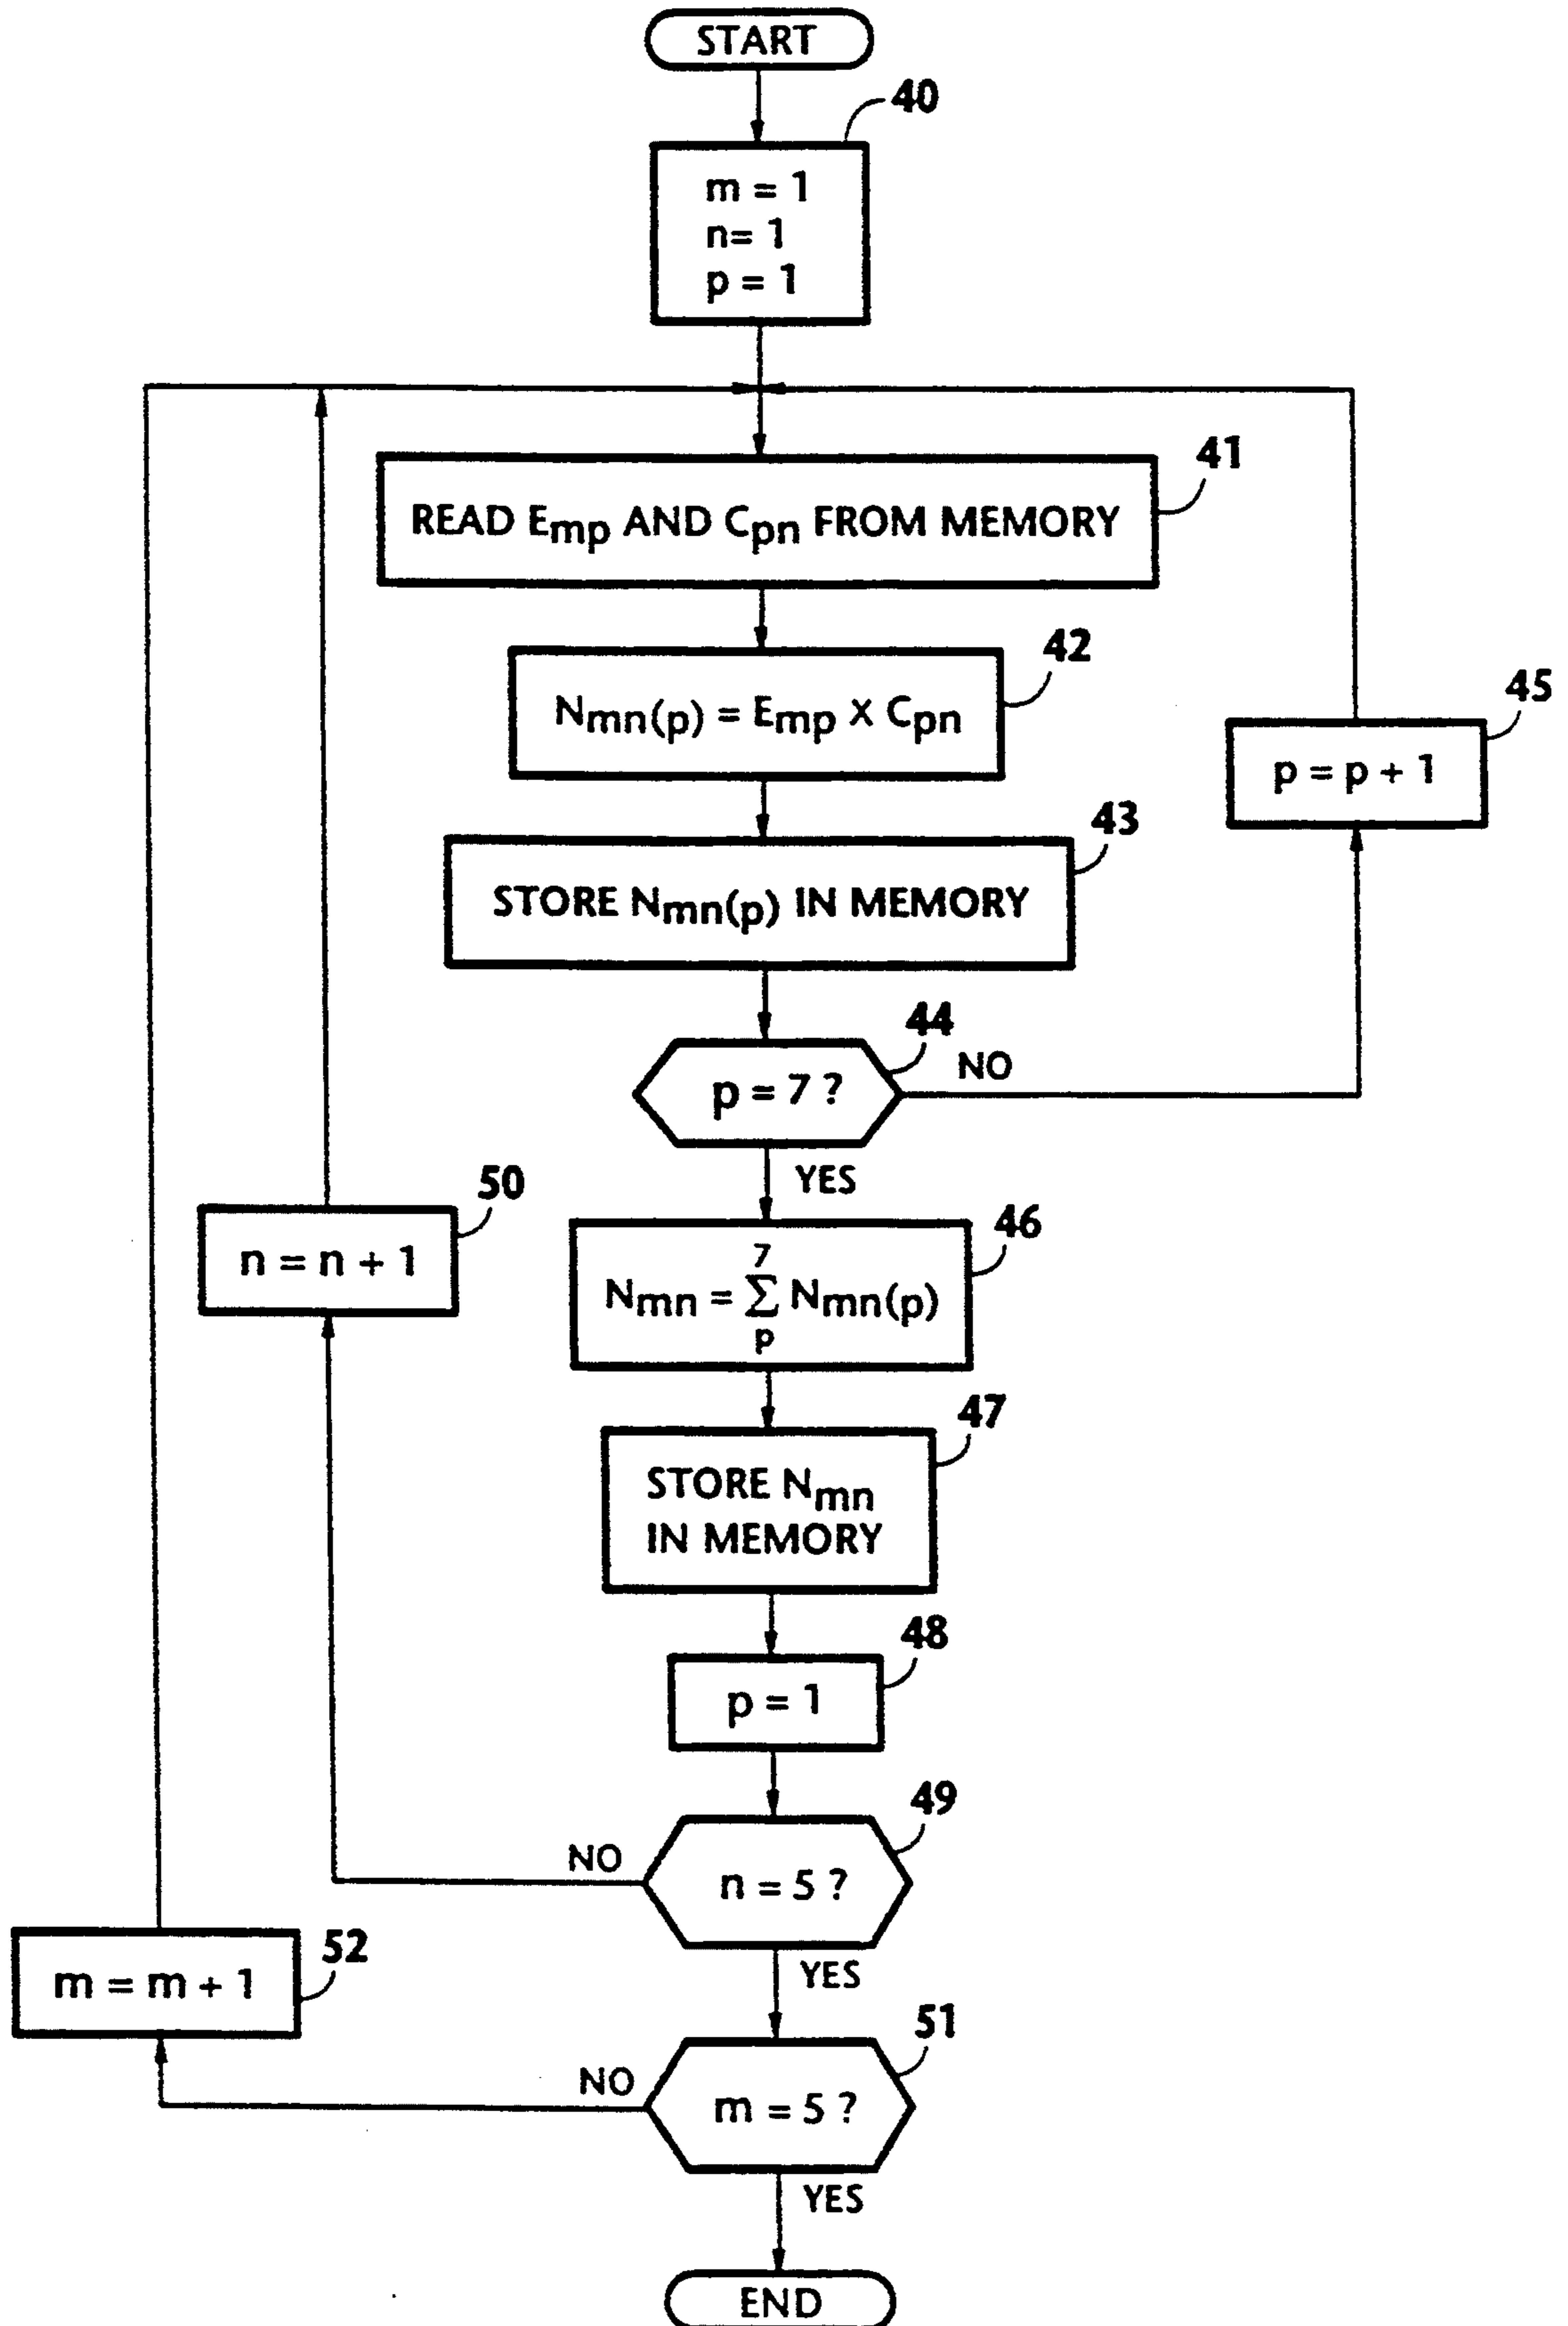 START
40
m = 1
n= 1
p = 1
41
READ Emp AND Cpn FROM MEMORY
42
Nmn(p) = Emp X Cpn
45
p = p + 1
43
STORE Nmn(p) IN MEMORY
44
p = 7 ?
NO
YES
50
n = n + 1
46
7
Nmn = Σ Nmn(p)
p
47
STORE Nmn
IN MEMORY
48
p = 1
49
n = 5 ?
NO
YES
52
m = m + 1
51
m = 5 ?
NO
YES
END